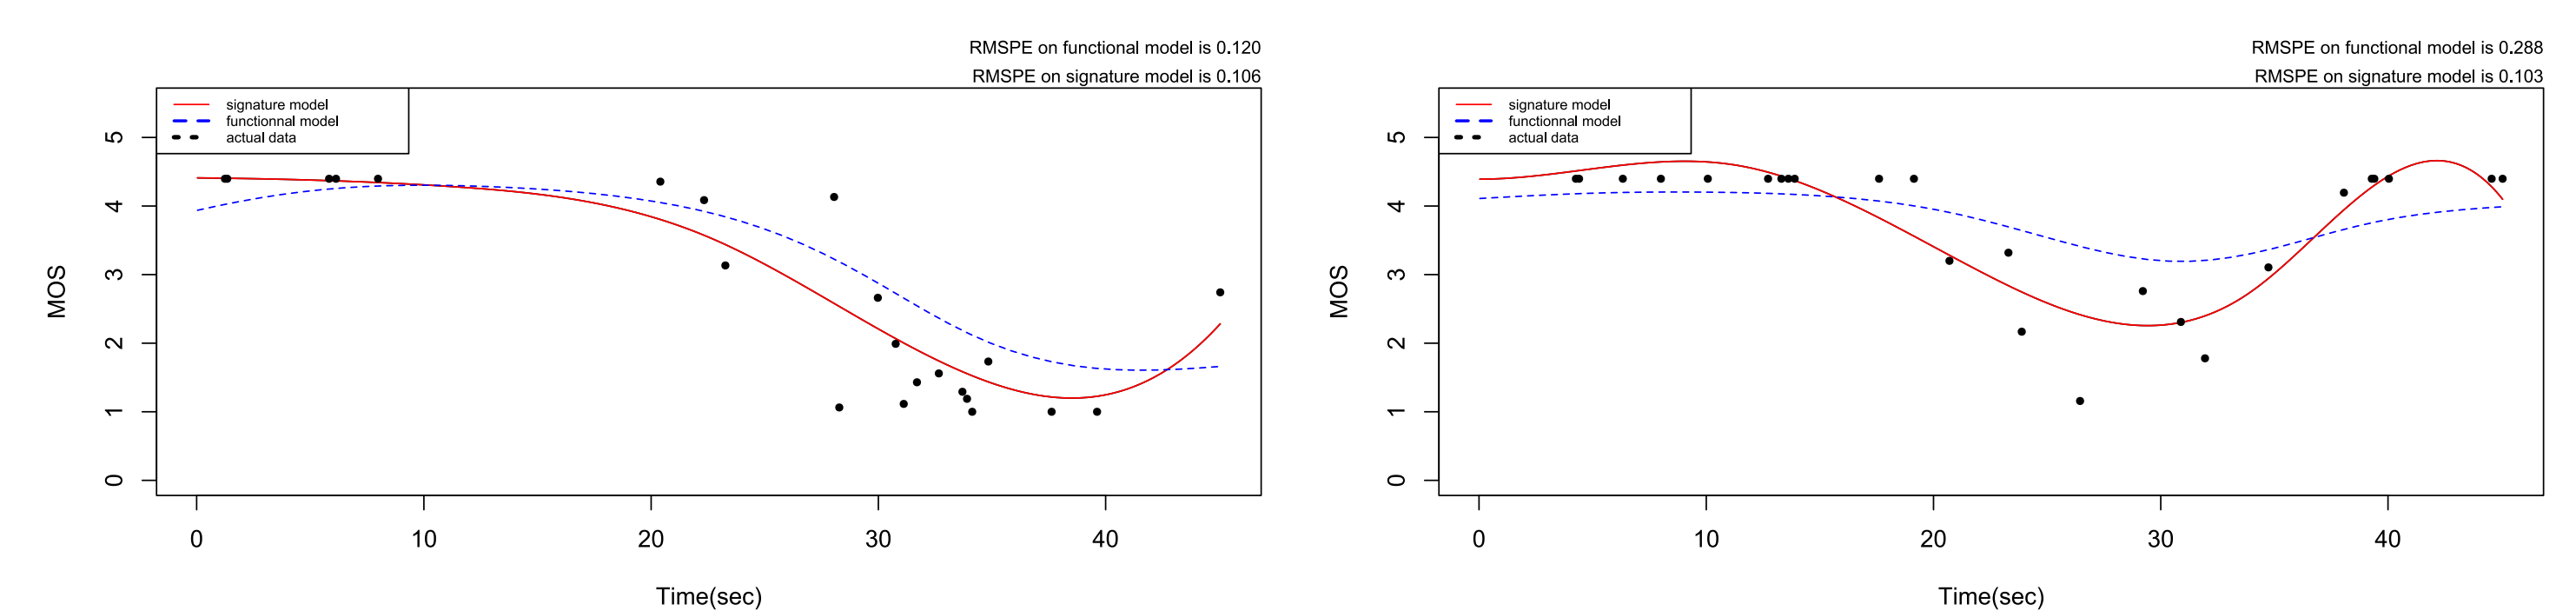 RMSPE on functional model is 0.120
RMSPE on signature model is 0.106
signature model
functionnal model
actual data
5
4
3
2
1
0
MOS
0 10 20 30 40
Time(sec)
RMSPE on functional model is 0.288
RMSPE on signature model is 0.103
signature model
functionnal model
actual data
5
4
3
2
1
0
MOS
0 10 20 30 40
Time(sec)